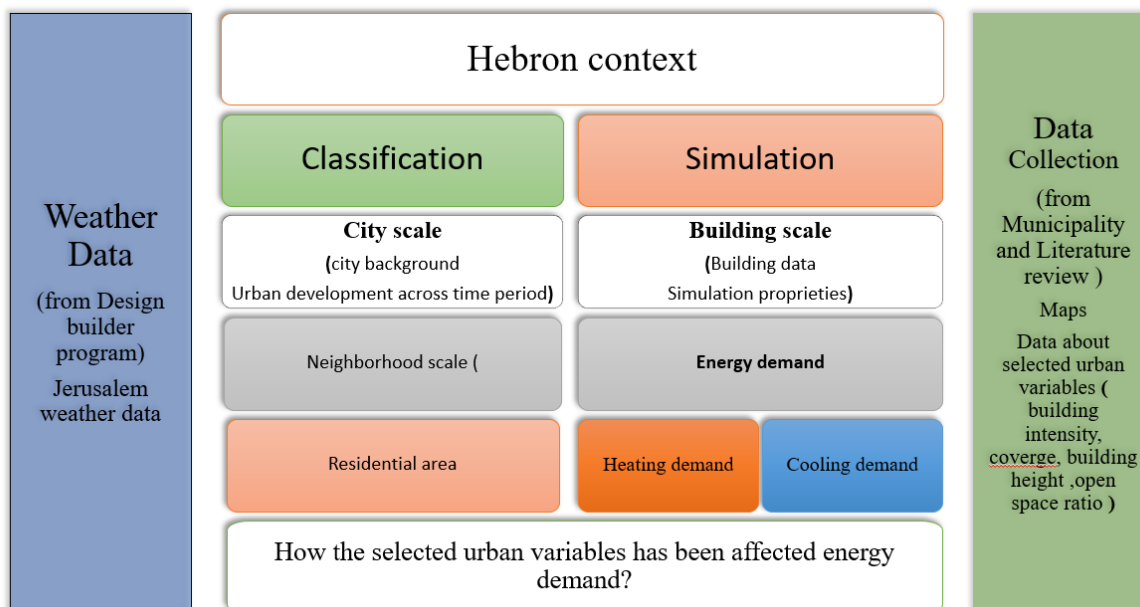 Weather
Data
(from Design
builder
program)
Jerusalem
weather data
Hebron context
Classification
Simulation
City scale
(city background
Urban development across time period)
Building scale
(Building data
Simulation proprieties)
Neighborhood scale (
Energy demand
Residential area
Heating demand
Cooling demand
How the selected urban variables has been affected energy
demand?
Data
Collection
(from
Municipality
and Literature
review )
Maps
Data about
selected urban
variables (
building
intensity,
coverge, building
height ,open
space ratio )